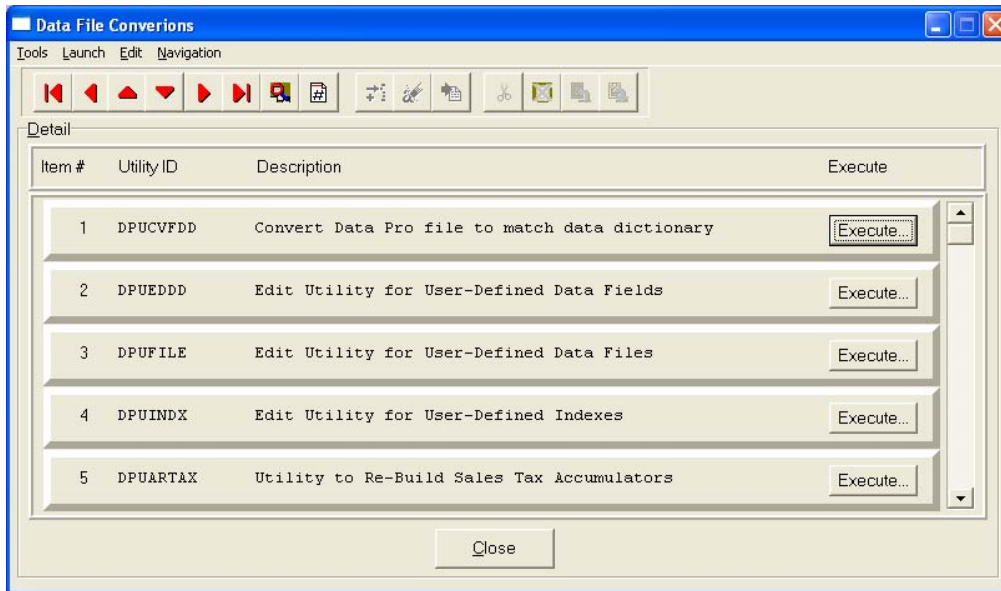 Data File Converions
Tools Launch Edit Navigation
Detail
Item # Utility ID Description Execute
1 DPUCVFDD Convert Data Pro file to match data dictionary Execute...
2 DPUEDDD Edit Utility for User-Defined Data Fields Execute...
3 DPUFILE Edit Utility for User-Defined Data Files Execute...
4 DPUINDX Edit Utility for User-Defined Indexes Execute...
5 DPUARTAX Utility to Re-Build Sales Tax Accumulators Execute...
Close